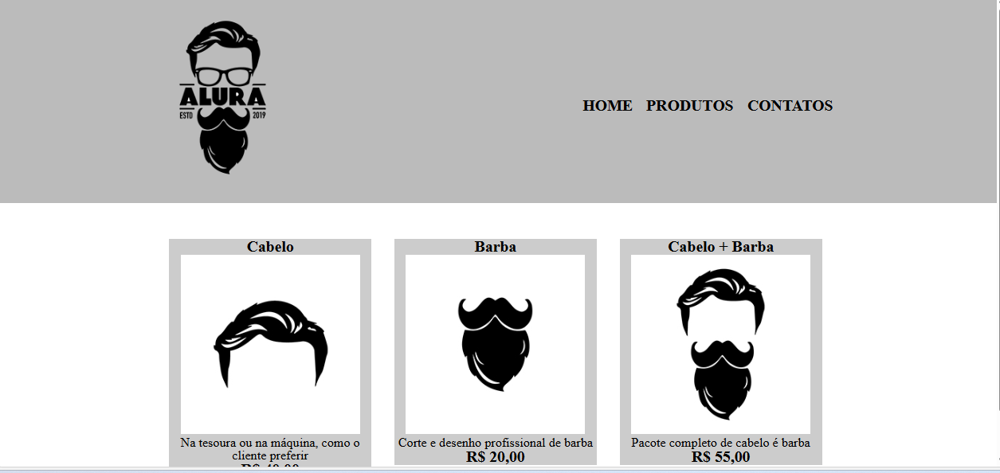 ALURA
ESTD 2019
HOME PRODUTOS CONTATOS
Cabelo
Na tesoura ou na máquina, como o
cliente preferir
Barba
Corte e desenho profissional de barba
R$ 20,00
Cabelo + Barba
Pacote completo de cabelo é barba
R$ 55,00